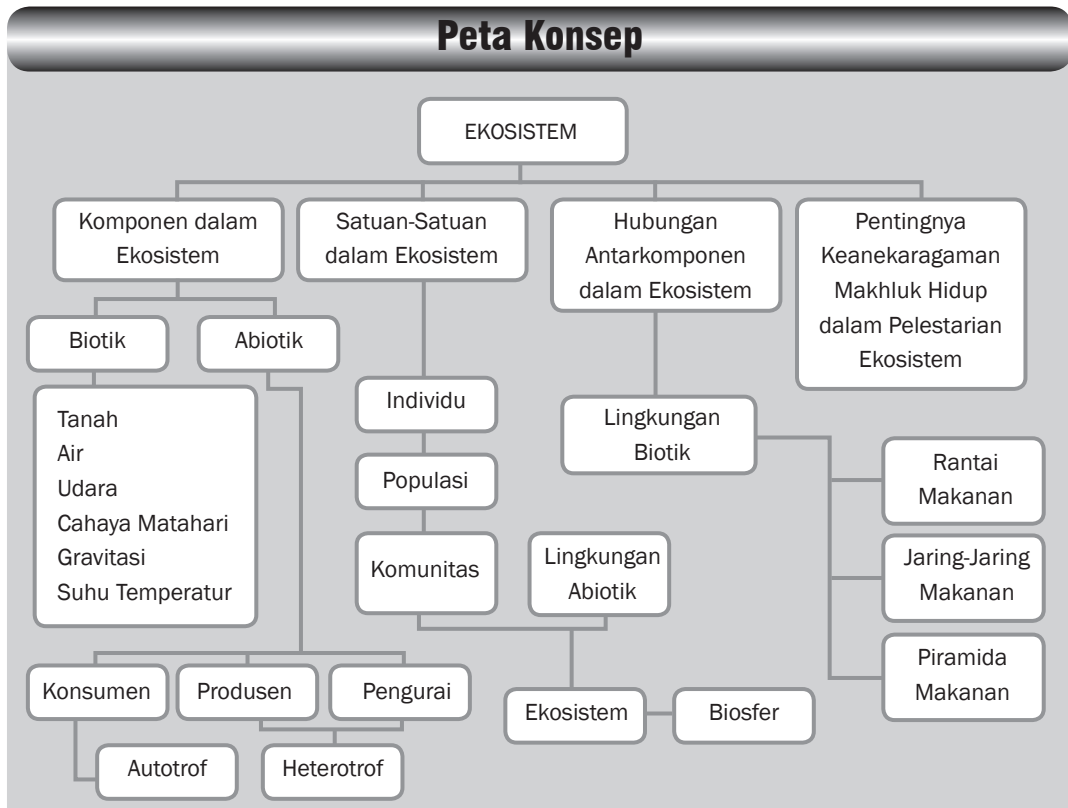 Peta Konsep
EKOSISTEM
Komponen dalam
Ekosistem
Satuan-Satuan
dalam Ekosistem
Hubungan
Antarkomponen
dalam Ekosistem
Pentingnya
Keanekaragaman
Makhluk Hidup
dalam Pelestarian
Ekosistem
Biotik
Abiotik
Tanah
Air
Udara
Cahaya Matahari
Gravitasi
Suhu Temperatur
Konsumen
Produsen
Pengurai
Autotrof
Heterotrof
Individu
Populasi
Komunitas
Lingkungan
Abiotik
Ekosistem
Biosfer
Lingkungan
Biotik
Rantai
Makanan
Jaring-Jaring
Makanan
Piramida
Makanan